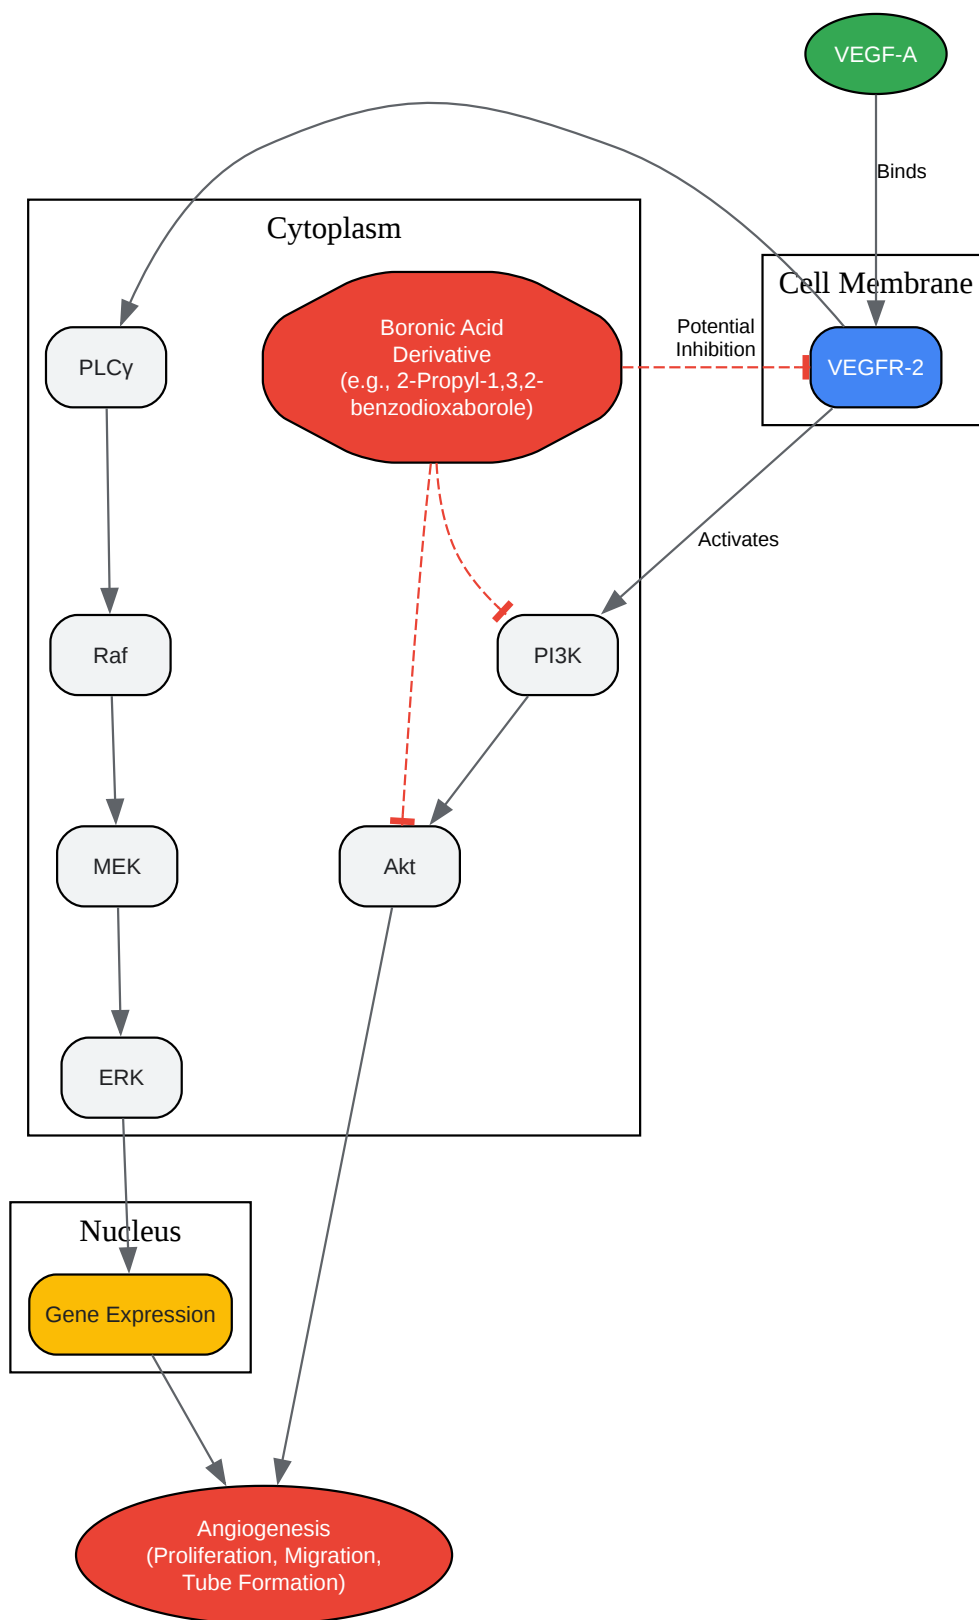 VEGF-A
Binds
Cytoplasm
Cell Membrane
Boronic Acid
Derivative
(e.g., 2-Propyl-1,3,2-
benzodioxaborole)
Potential
Inhibition
PLCγ
VEGFR-2
Activates
Raf
PI3K
MEK
Akt
ERK
Nucleus
Gene Expression
Angiogenesis
(Proliferation, Migration,
Tube Formation)